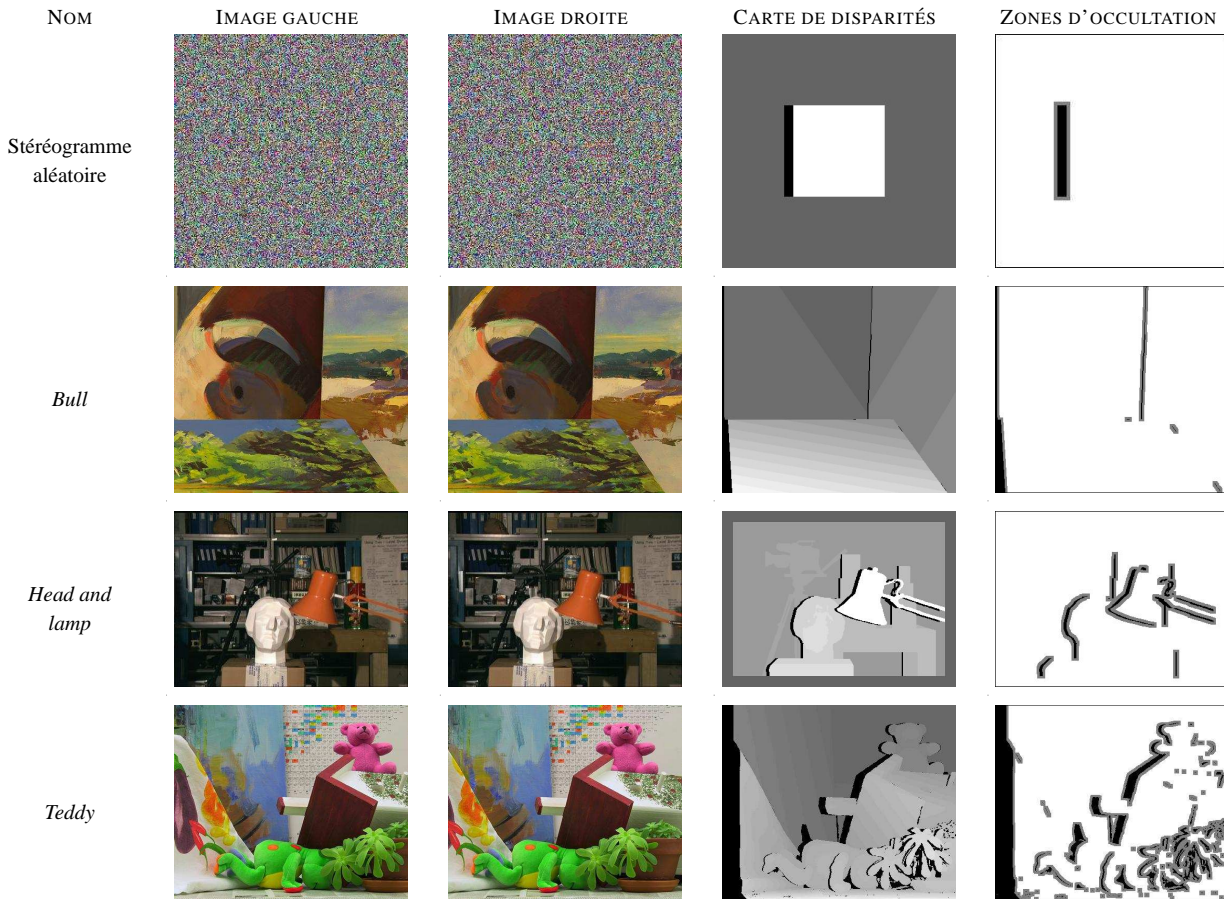 NOM IMAGE GAUCHE IMAGE DROITE CARTE DE DISPARITÉS ZONES D'OCCULTATION
Stéréogramme
aléatoire
Bull
Head and
lamp
Teddy